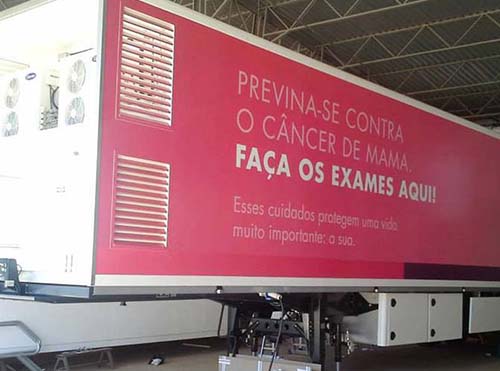 PREVINA-SE CONTRA
O CÂNCER DE MAMA.
FAÇA OS EXAMES AQUI!
Esses cuidados protegem uma vida
muito importante: a sua.